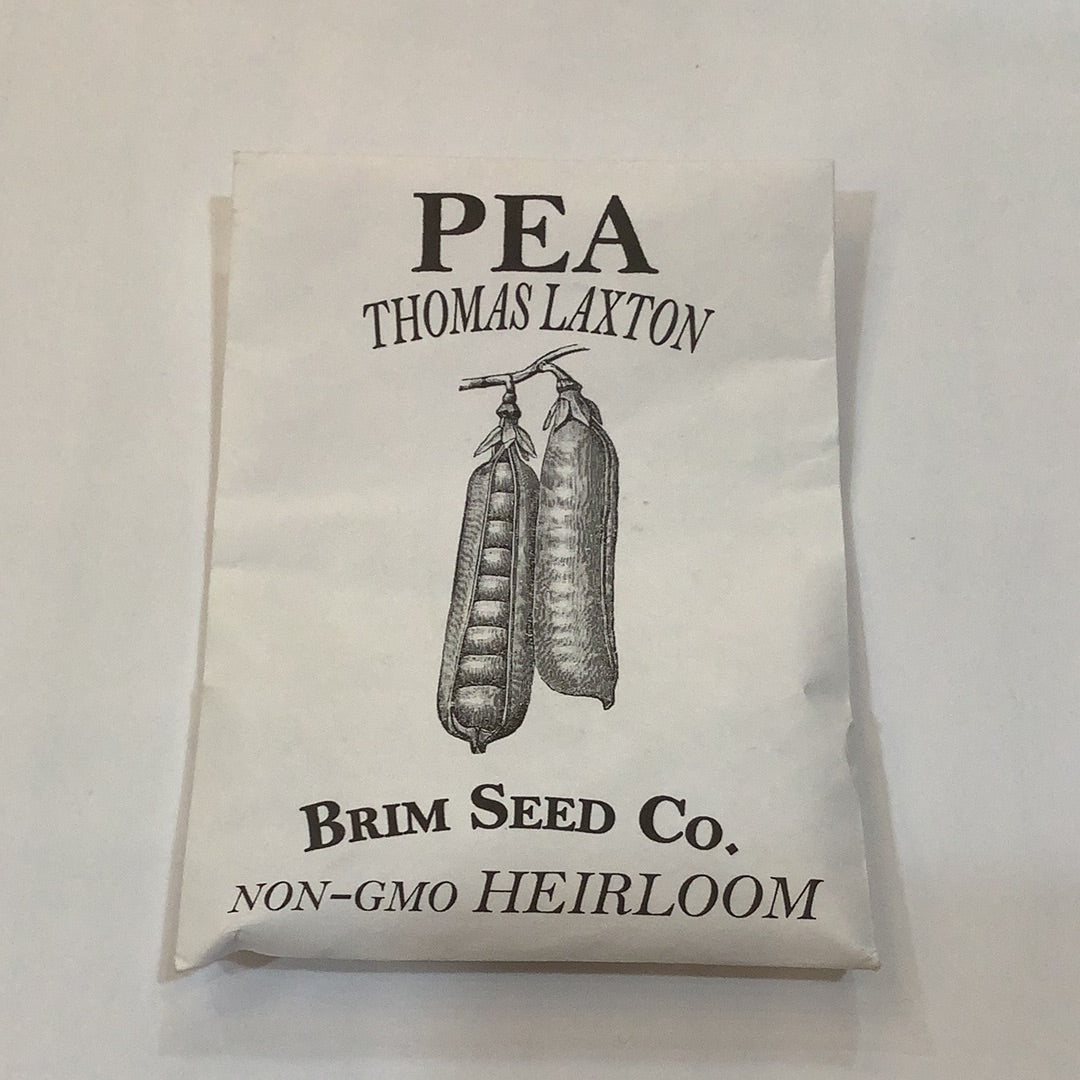 PEA
THOMAS LAXTON
BRIM SEED CO.
NON-GMO HEIRLOOM